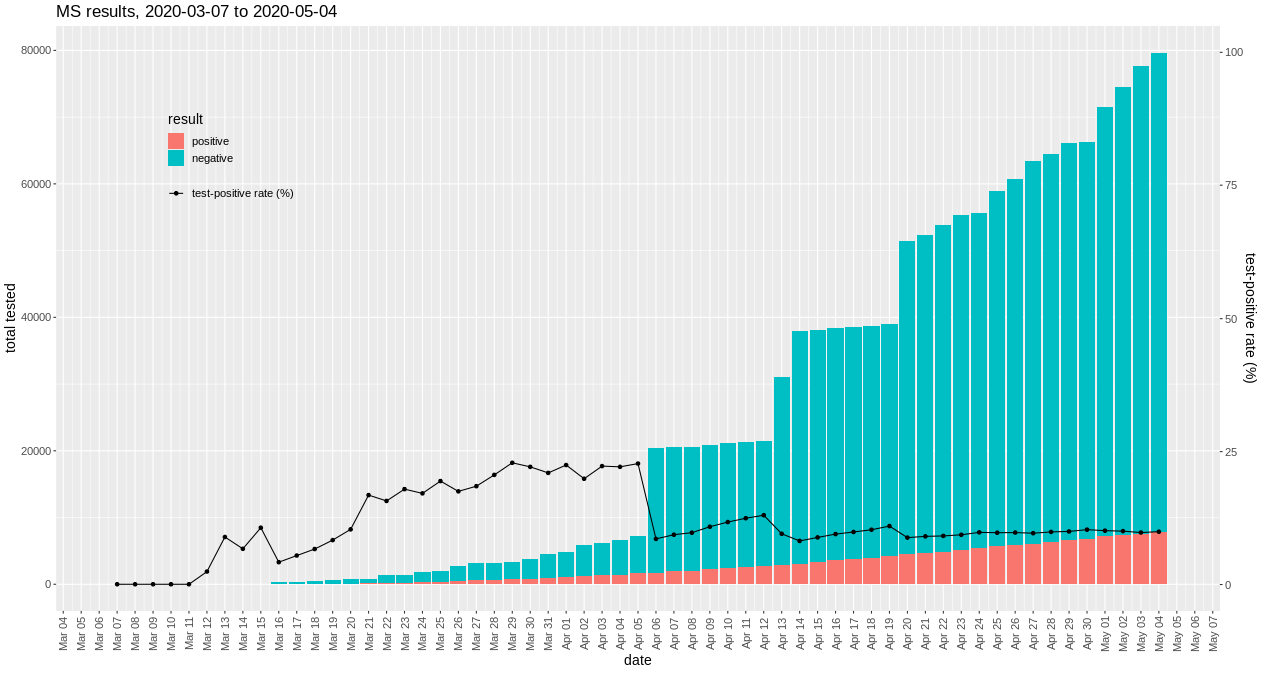 MS results, 2020-03-07 to 2020-05-04
80000
60000
40000
20000
0
total tested
result
positive
negative
test-positive rate (%)
100
75
50
25
0
test-positive rate (%)
Mar 04
Mar 05
Mar 06
Mar 07
Mar 08
Mar 09
Mar 10
Mar 11
Mar 12
Mar 13
Mar 14
Mar 15
Mar 16
Mar 17
Mar 18
Mar 19
Mar 20
Mar 21
Mar 22
Mar 23
Mar 24
Mar 25
Mar 26
Mar 27
Mar 28
Mar 29
Mar 30
Mar 31
Apr 01
Apr 02
Apr 03
Apr 04
Apr 05
Apr 06
Apr 07
Apr 08
Apr 09
Apr 10
Apr 11
Apr 12
Apr 13
Apr 14
Apr 15
Apr 16
Apr 17
Apr 18
Apr 19
Apr 20
Apr 21
Apr 22
Apr 23
Apr 24
Apr 25
Apr 26
Apr 27
Apr 28
Apr 29
Apr 30
May 01
May 02
May 03
May 04
May 05
May 06
May 07
date